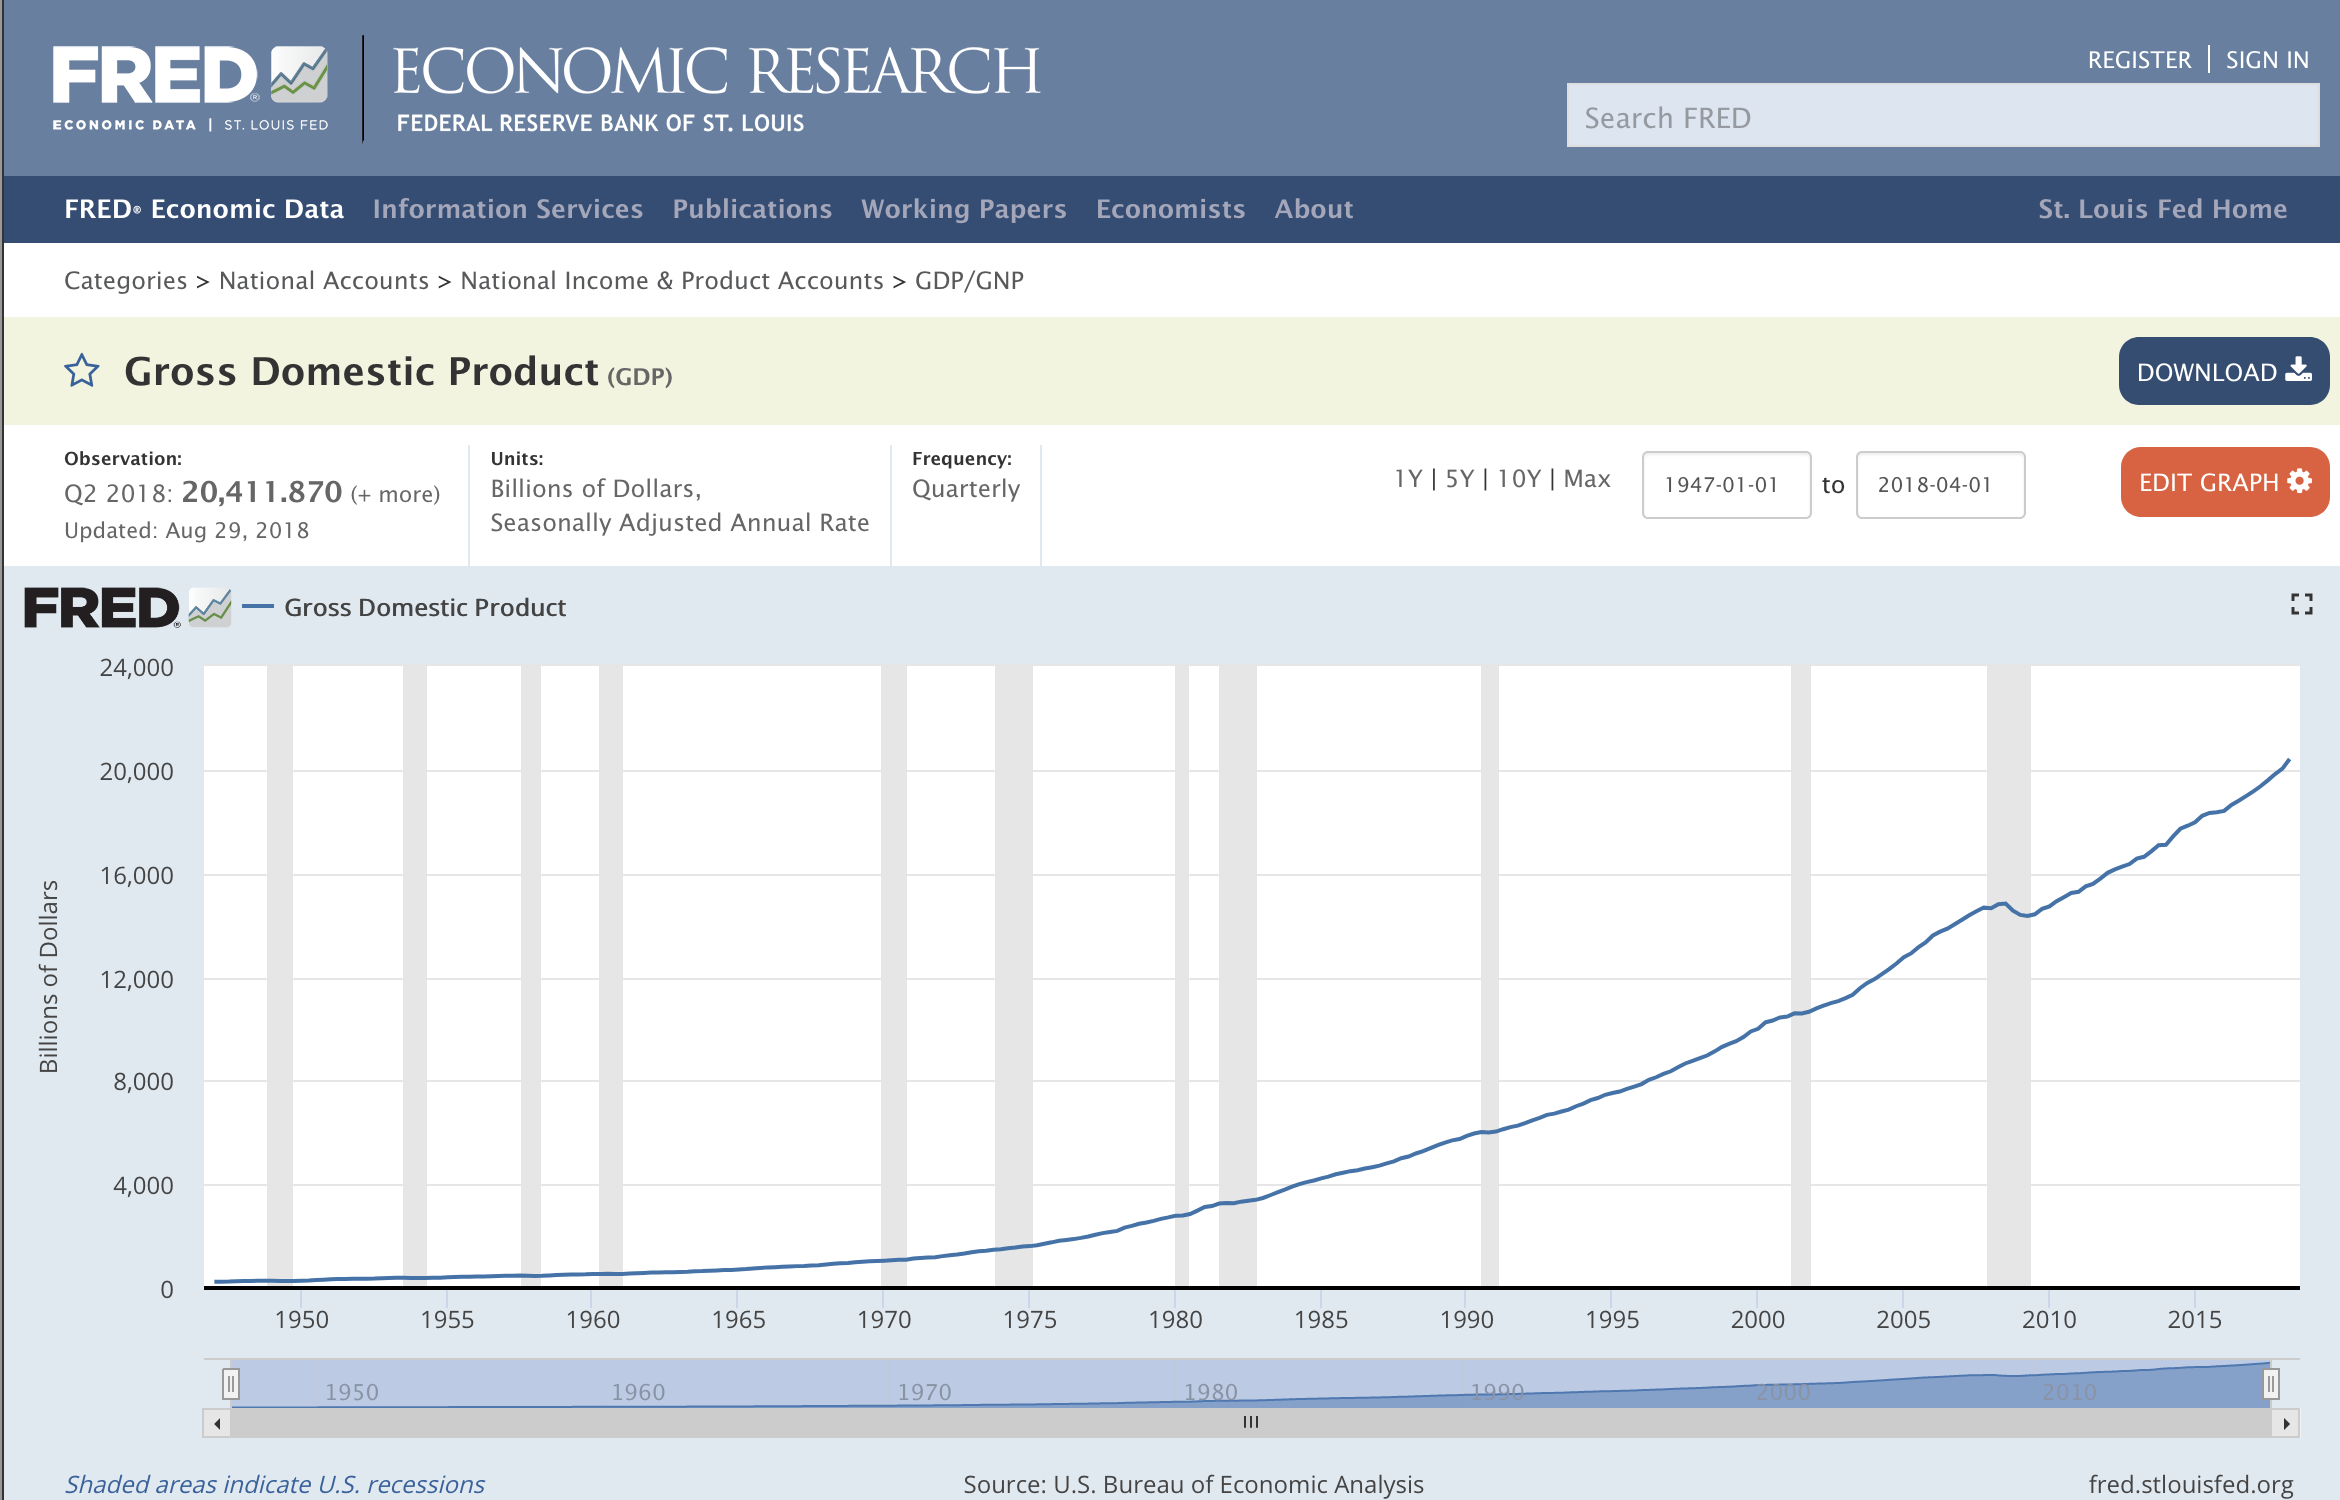 FRED® ECONOMIC RESEARCH
ECONOMIC DATA | ST. LOUIS FED
FEDERAL RESERVE BANK OF ST. LOUIS
REGISTER | SIGN IN
Search FRED
FRED® Economic Data Information Services Publications Working Papers Economists About St. Louis Fed Home
Categories > National Accounts > National Income & Product Accounts > GDP/GNP
Gross Domestic Product (GDP)
DOWNLOAD
Observation:
Q2 2018: 20,411.870 (+ more)
Updated: Aug 29, 2018
Units:
Billions of Dollars,
Seasonally Adjusted Annual Rate
Frequency:
Quarterly
1Y | 5Y | 10Y | Max 1947-01-01 to 2018-04-01
EDIT GRAPH
FRED® Gross Domestic Product
Billions of Dollars
24,000
20,000
16,000
12,000
8,000
4,000
0
1950 1955 1960 1965 1970 1975 1980 1985 1990 1995 2000 2005 2010 2015
1950 1960 1970 1980 1990 2000 2010
Shaded areas indicate U.S. recessions Source: U.S. Bureau of Economic Analysis fred.stlouisfed.org